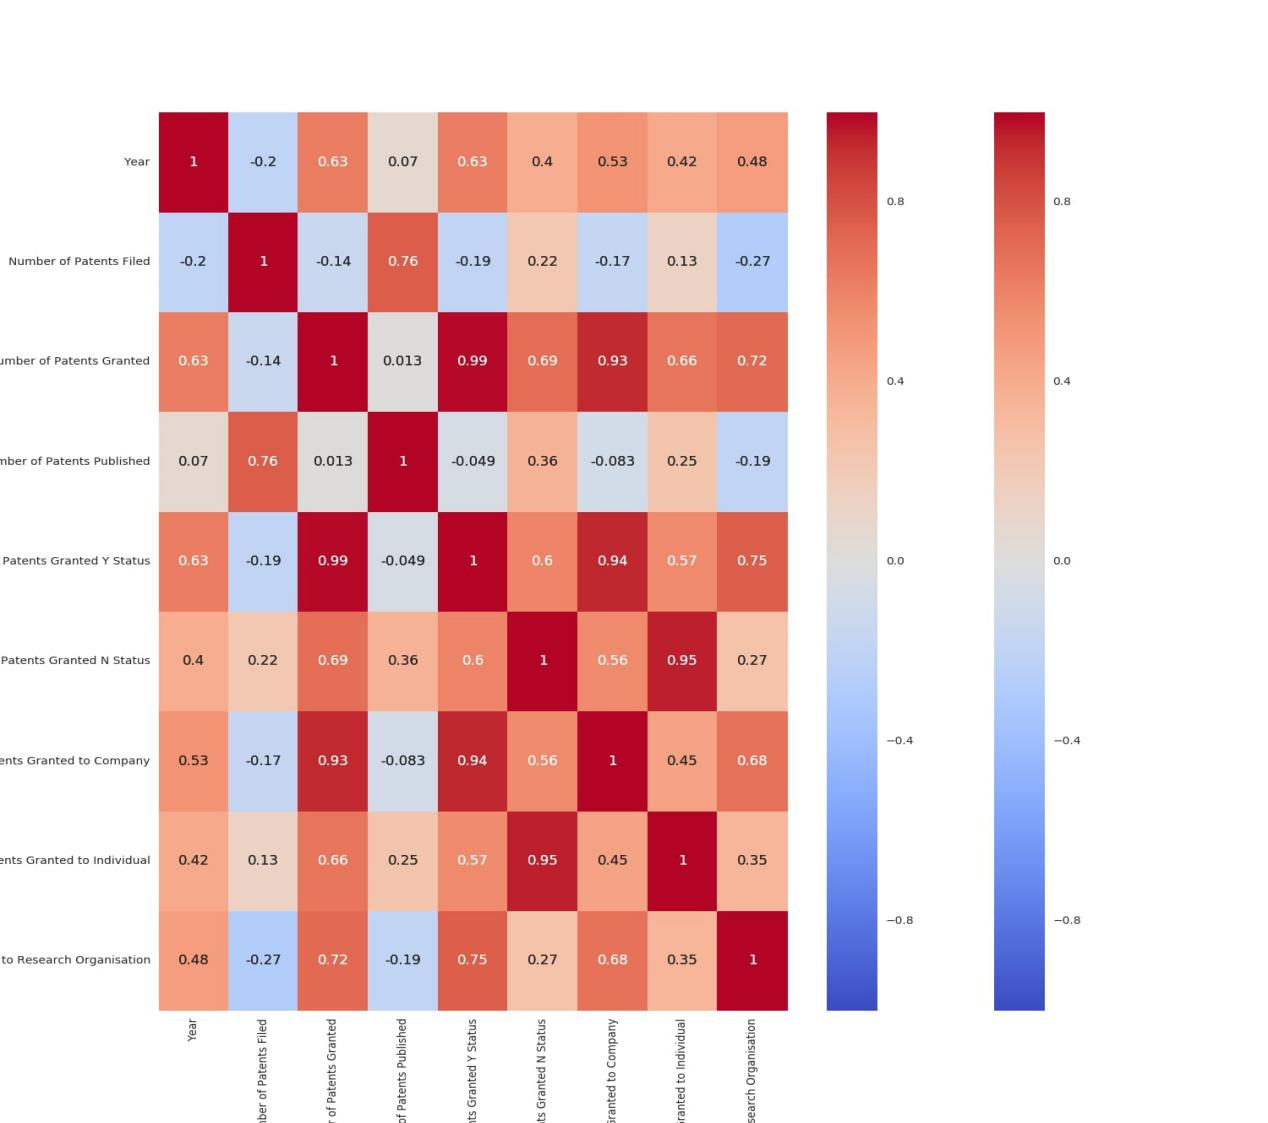 Year 1 -0.2 0.63 0.07 0.63 0.4 0.53 0.42 0.48
Number of Patents Filed -0.2 1 -0.14 0.76 -0.19 0.22 -0.17 0.13 -0.27
umber of Patents Granted 0.63 -0.14 1 0.013 0.99 0.69 0.93 0.66 0.72
mber of Patents Published 0.07 0.76 0.013 1 -0.049 0.36 -0.083 0.25 -0.19
Patents Granted Y Status 0.63 -0.19 0.99 -0.049 1 0.6 0.94 0.57 0.75
Patents Granted N Status 0.4 0.22 0.69 0.36 0.6 1 0.56 0.95 0.27
ents Granted to Company 0.53 -0.17 0.93 -0.083 0.94 0.56 1 0.45 0.68
ents Granted to Individual 0.42 0.13 0.66 0.25 0.57 0.95 0.45 1 0.35
to Research Organisation 0.48 -0.27 0.72 -0.19 0.75 0.27 0.68 0.35 1
Year
ber of Patents Filed
r of Patents Granted
of Patents Published
ts Granted Y Status
ts Granted N Status
Granted to Company
ranted to Individual
search Organisation
0.8
0.4
0.0
−0.4
−0.8
0.8
0.4
0.0
−0.4
−0.8